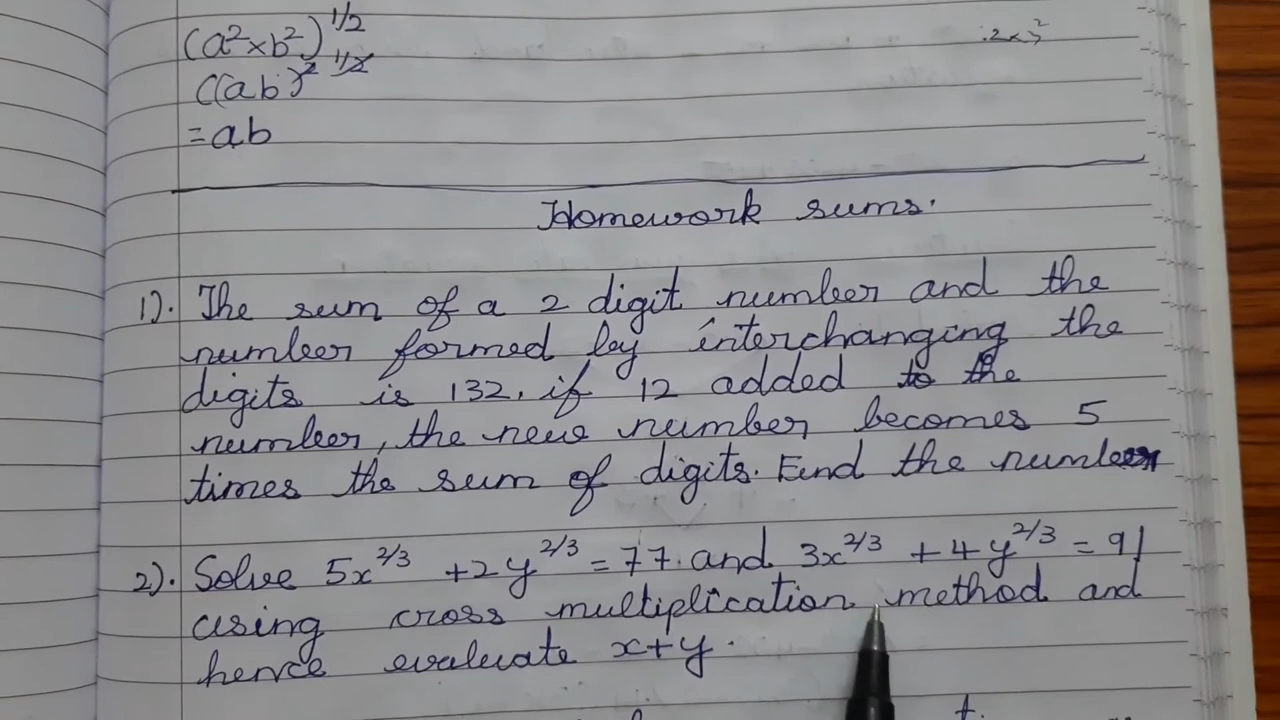 (a²×b²)^1/2
((ab)² ^1/2
=ab
Homework sums.
1). The sum of a 2 digit number and the
number formed by interchanging the
digits is 132. if 12 added to the
number, the new number becomes 5
times the sum of digits. Find the number
2). Solve 5x^2/3 +2y^2/3 =77. and 3x^2/3 +4y^2/3 =91
using cross multiplication method and
hence evaluate x+y.